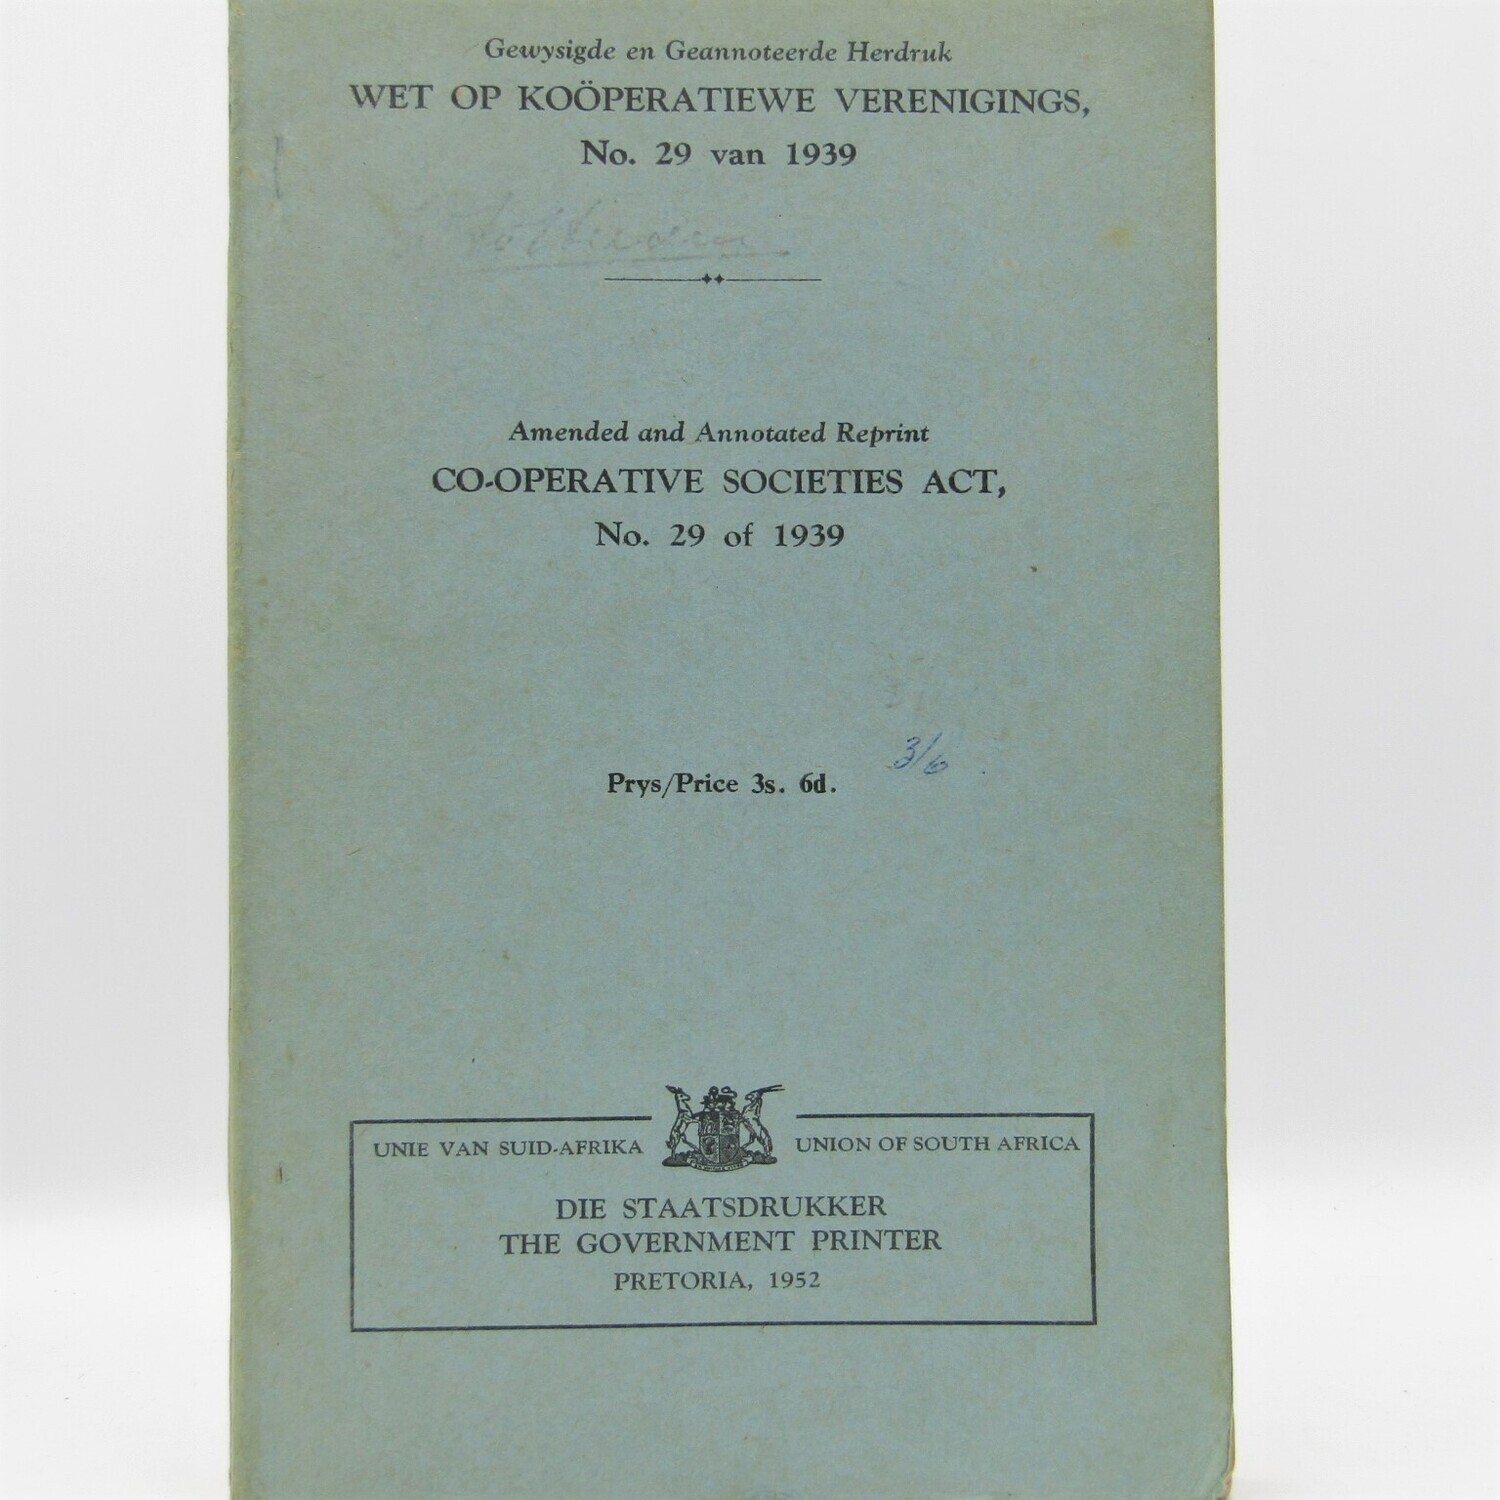 Gewysigde en Geannoteerde Herdruk
WET OP KOÖPERATIEWE VERENIGINGS,
No. 29 van 1939
Amended and Annotated Reprint
CO-OPERATIVE SOCIETIES ACT,
No. 29 of 1939
3/6
Prys/Price 3s. 6d.
UNIE VAN SUID-AFRIKA
UNION OF SOUTH AFRICA
DIE STAATSDRUKKER
THE GOVERNMENT PRINTER
PRETORIA, 1952